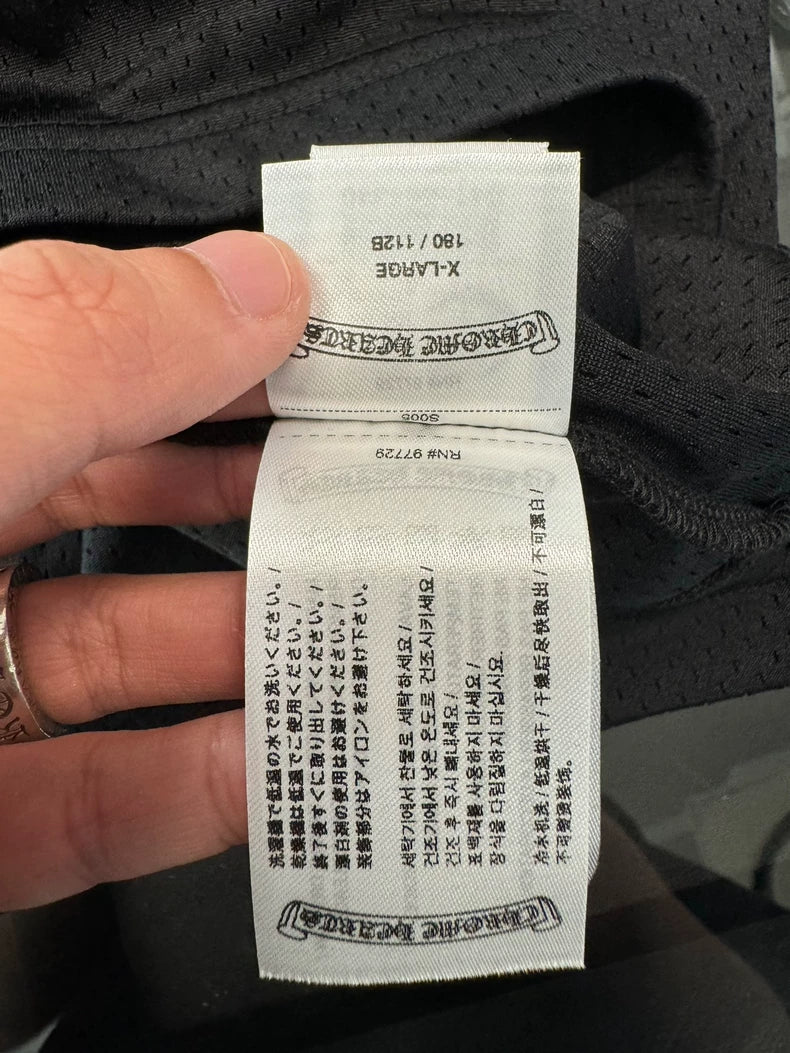 180 / 112B
X-LARGE
CHROME HEARTS
S005
RN# 97729
洗濯機で低温の水でお洗いください。/
乾燥機は低温でご使用ください。/
終了後すぐに取り出してください。/
漂白剤の使用はお避けください。/
装飾部分はアイロンをお避け下さい。
세탁기에서 찬물로 세탁하세요/
건조기에서 낮은 온도로 건조시키세요/
건조 후 즉시 빼내세요/
표백제를 사용하지 마세요/
장식을 다림질하지 마십시요.
冷水机洗/低温烘干/干燥后尽快取出/不可漂白/
不可熨烫装饰。
CHROME HEARTS